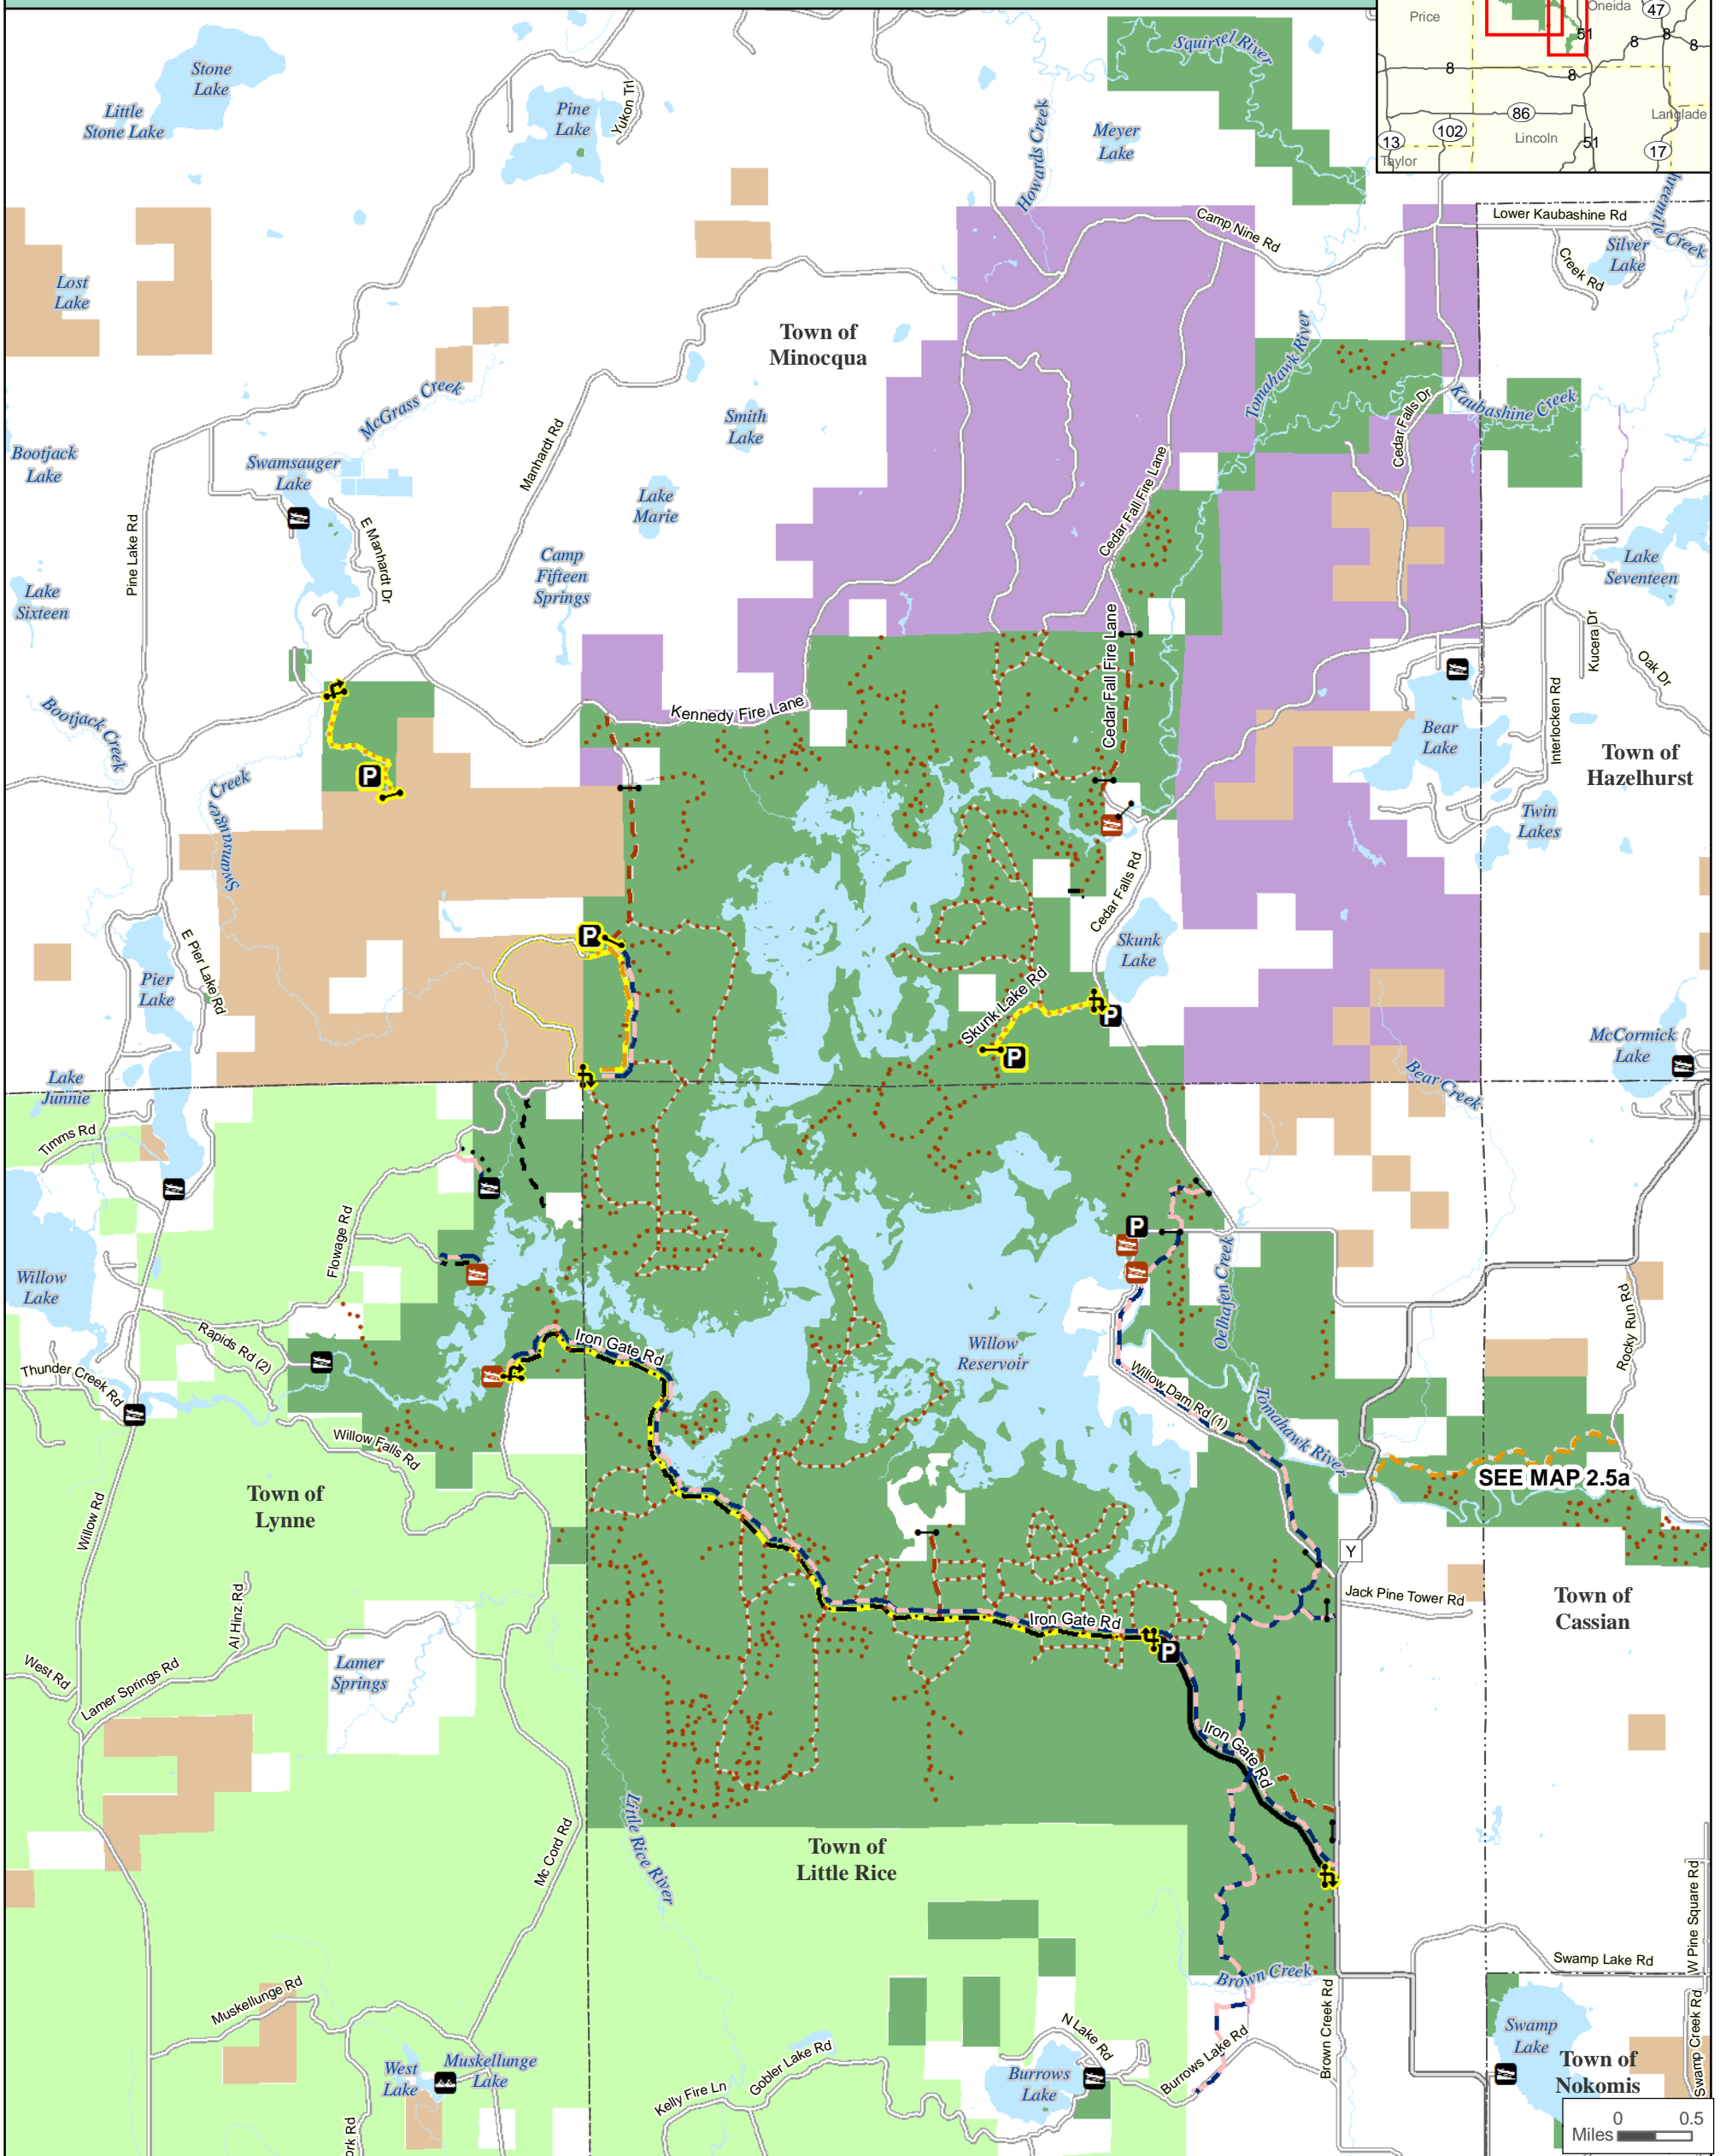 Price
Oneida
47
51
8
8
8
8
86
Langlade
13
102
Lincoln
51
17
Taylor
Stone
Lake
Little
Stone Lake
Pine
Lake
Yukon Trl
Squirrel River
Howards Creek
Meyer
Lake
Lower Kaubashine Rd
Camp Nine Rd
Creek
Silver
Lake
Creek Rd
Lost
Lake
Town of
Minocqua
Tomahawk River
McGrass Creek
Kaubashine Creek
Smith
Lake
Cedar Falls Dr
Bootjack
Lake
Swamsauger
Lake
Manhardt Rd
Lake
Marie
Cedar Fall Fire Lane
Pine Lake Rd
E Manhardt Dr
Camp
Fifteen
Springs
Lake
Seventeen
Lake
Sixteen
Cedar Fall Fire Lane
Kucera Dr
Oak Dr
Interlocken Rd
Bootjack Creek
Kennedy Fire Lane
Bear
Lake
Town of
Hazelhurst
P
Swamsauger Creek
Twin
Lakes
Cedar Falls Rd
P
E Pier Lake Rd
Skunk
Lake
Pier
Lake
Skunk Lake Rd
P
P
McCormick
Lake
Lake
Junnie
Bear Creek
Timms Rd
P
Flowage Rd
Oelhafen Creek
Willow
Lake
Rapids Rd (2)
Iron Gate Rd
Willow
Reservoir
Rocky Run Rd
Thunder Creek Rd
Willow Dam Rd (1)
Tomahawk River
Willow Falls Rd
SEE MAP 2.5a
Town of
Lynne
Willow Rd
Y
Al Hinz Rd
Jack Pine Tower Rd
Town of
Cassian
Iron Gate Rd
P
West Rd
Lamer Springs Rd
Lamer
Springs
Iron Gate Rd
Little Rice River
Mc Cord Rd
Town of
Little Rice
W Pine Square Rd
Swamp Lake Rd
Brown Creek
Muskellunge Rd
N Lake Rd
Brown Creek Rd
Swamp Creek Rd
Swamp
Lake
West
Lake
Muskellunge
Lake
Gobler Lake Rd
Burrows
Lake
Burrows Lake Rd
Town of
Nokomis
Kelly Fire Ln
0
0.5
Miles